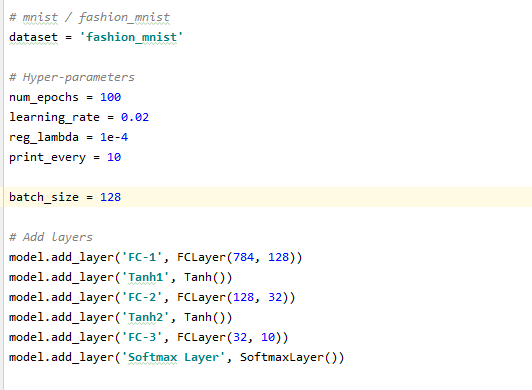 # mnist / fashion_mnist
dataset = 'fashion_mnist'
# Hyper-parameters
num_epochs = 100
learning_rate = 0.02
reg_lambda = 1e-4
print_every = 10
batch_size = 128
# Add layers
model.add_layer('FC-1', FCLayer(784, 128))
model.add_layer('Tanh1', Tanh())
model.add_layer('FC-2', FCLayer(128, 32))
model.add_layer('Tanh2', Tanh())
model.add_layer('FC-3', FCLayer(32, 10))
model.add_layer('Softmax Layer', SoftmaxLayer())